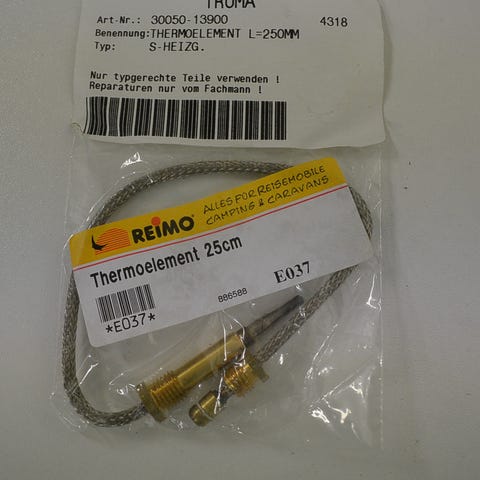 TRUMA
Art-Nr.: 30050-13900 4318
Benennung: THERMOELEMENT L=250MM
Typ: S-HEIZG.
Nur typgerechte Teile verwenden !
Reparaturen nur vom Fachmann !
REIMO
ALLES FÜR REISEMOBILE
CAMPING & CARAVANS
Thermoelement 25cm
*E037*
886588
E037